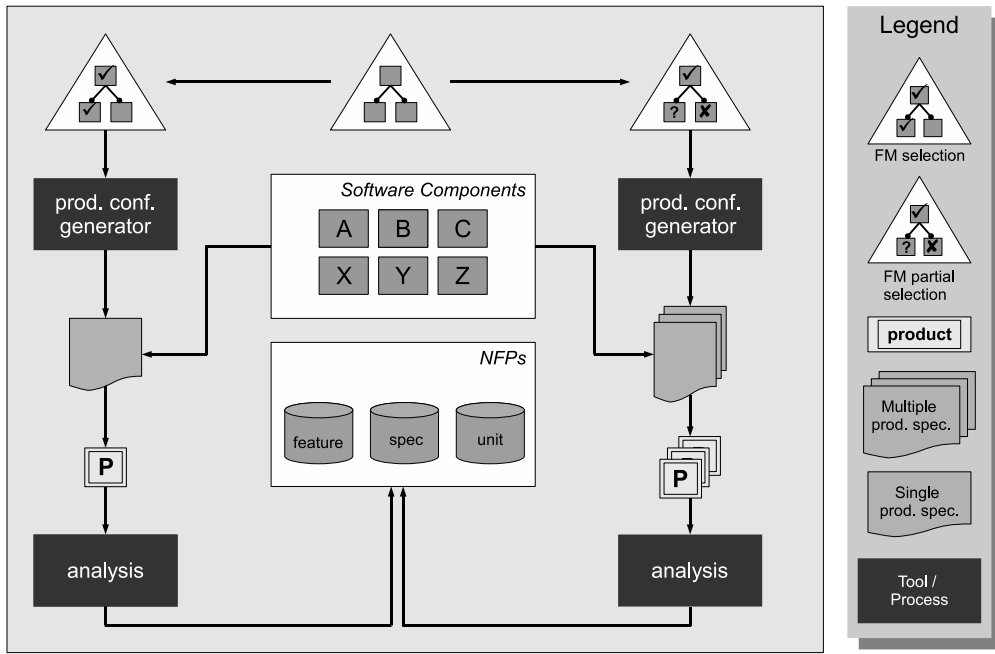 Legend
FM selection
?
FM partial
selection
product
Multiple
prod. spec.
Single
prod. spec.
Tool /
Process
?
prod. conf.
generator
Software Components
A B C
X Y Z
prod. conf.
generator
NFPs
feature spec unit
P
P
analysis
analysis